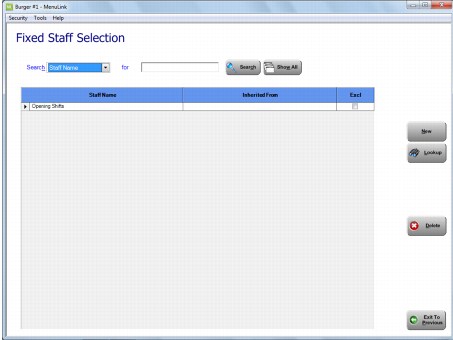 Burger #1 - MenuLink
Security Tools Help
Fixed Staff Selection
Search Staff Name for Search Show All
Staff Name Inherited From Excl
Opening Shifts
New
Lookup
Delete
Exit To
Previous